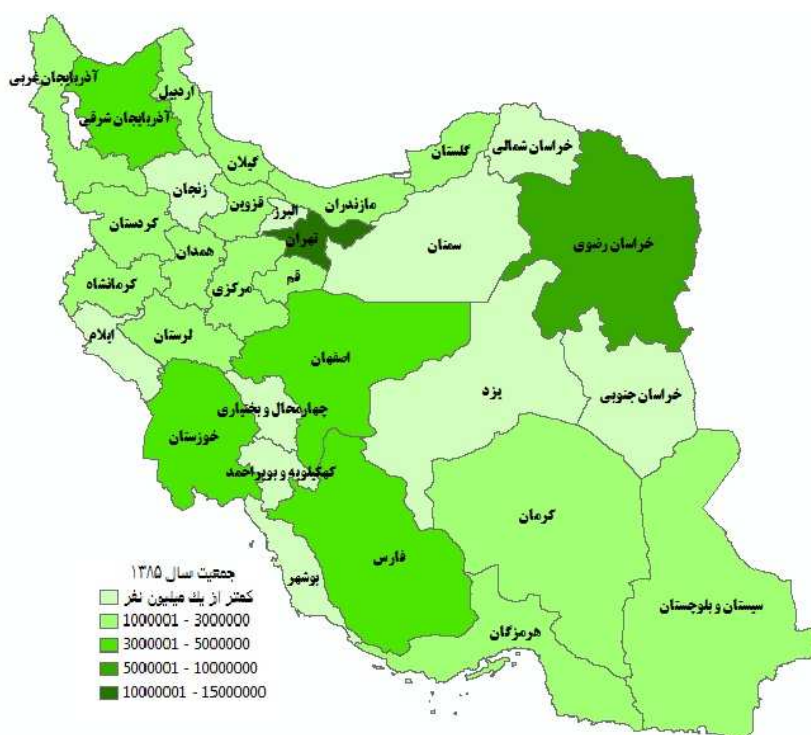 آذربایجان غربی
اردبیل
آذربایجان شرقی
گیلان
گلستان
خراسان شمالی
زنجان
قزوین
البرز
مازندران
کردستان
تهران
سمنان
خراسان رضوی
همدان
قم
مرکزی
کرمانشاه
ایلام
لرستان
اصفهان
یزد
خراسان جنوبی
چهارمحال و بختیاری
خوزستان
کهکیلویه و بویراحمد
کرمان
فارس
بوشهر
سیستان و بلوچستان
هرمزگان
جمعیت سال ۱۳۸۵
کمتر از یك میلیون نفر
1000001 - 3000000
3000001 - 5000000
5000001 - 10000000
10000001 - 15000000